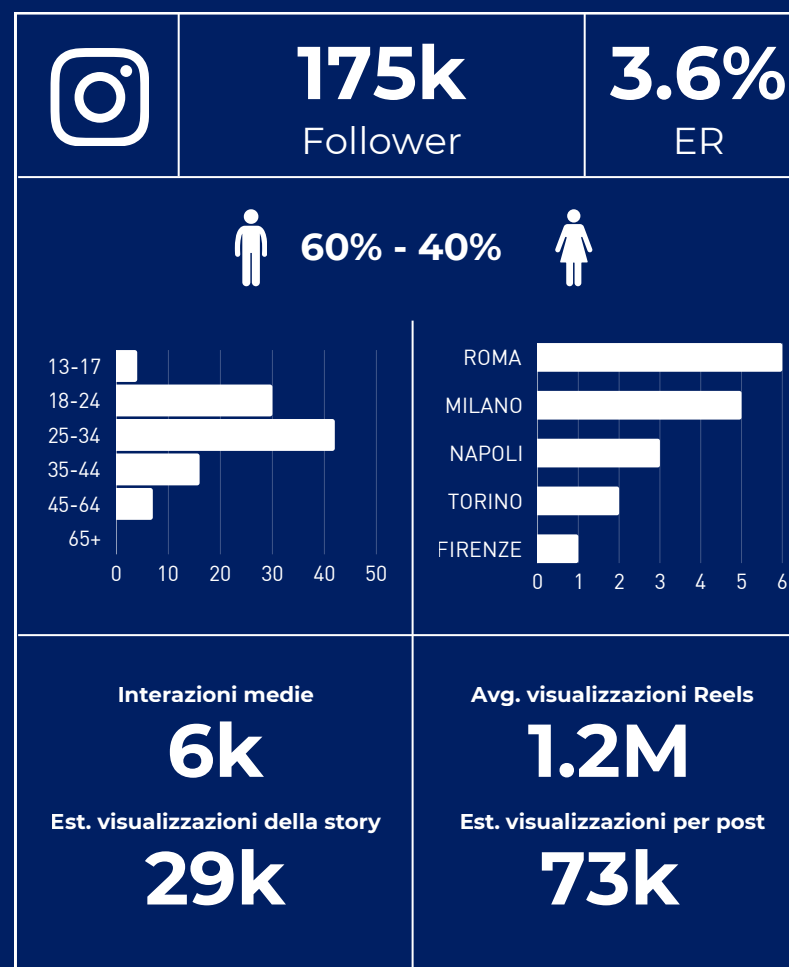 175k
Follower
3.6%
ER
60% - 40%
13-17
18-24
25-34
35-44
45-64
65+
0 10 20 30 40 50
ROMA
MILANO
NAPOLI
TORINO
FIRENZE
0 1 2 3 4 5 6
Interazioni medie
6k
Est. visualizzazioni della story
29k
Avg. visualizzazioni Reels
1.2M
Est. visualizzazioni per post
73k